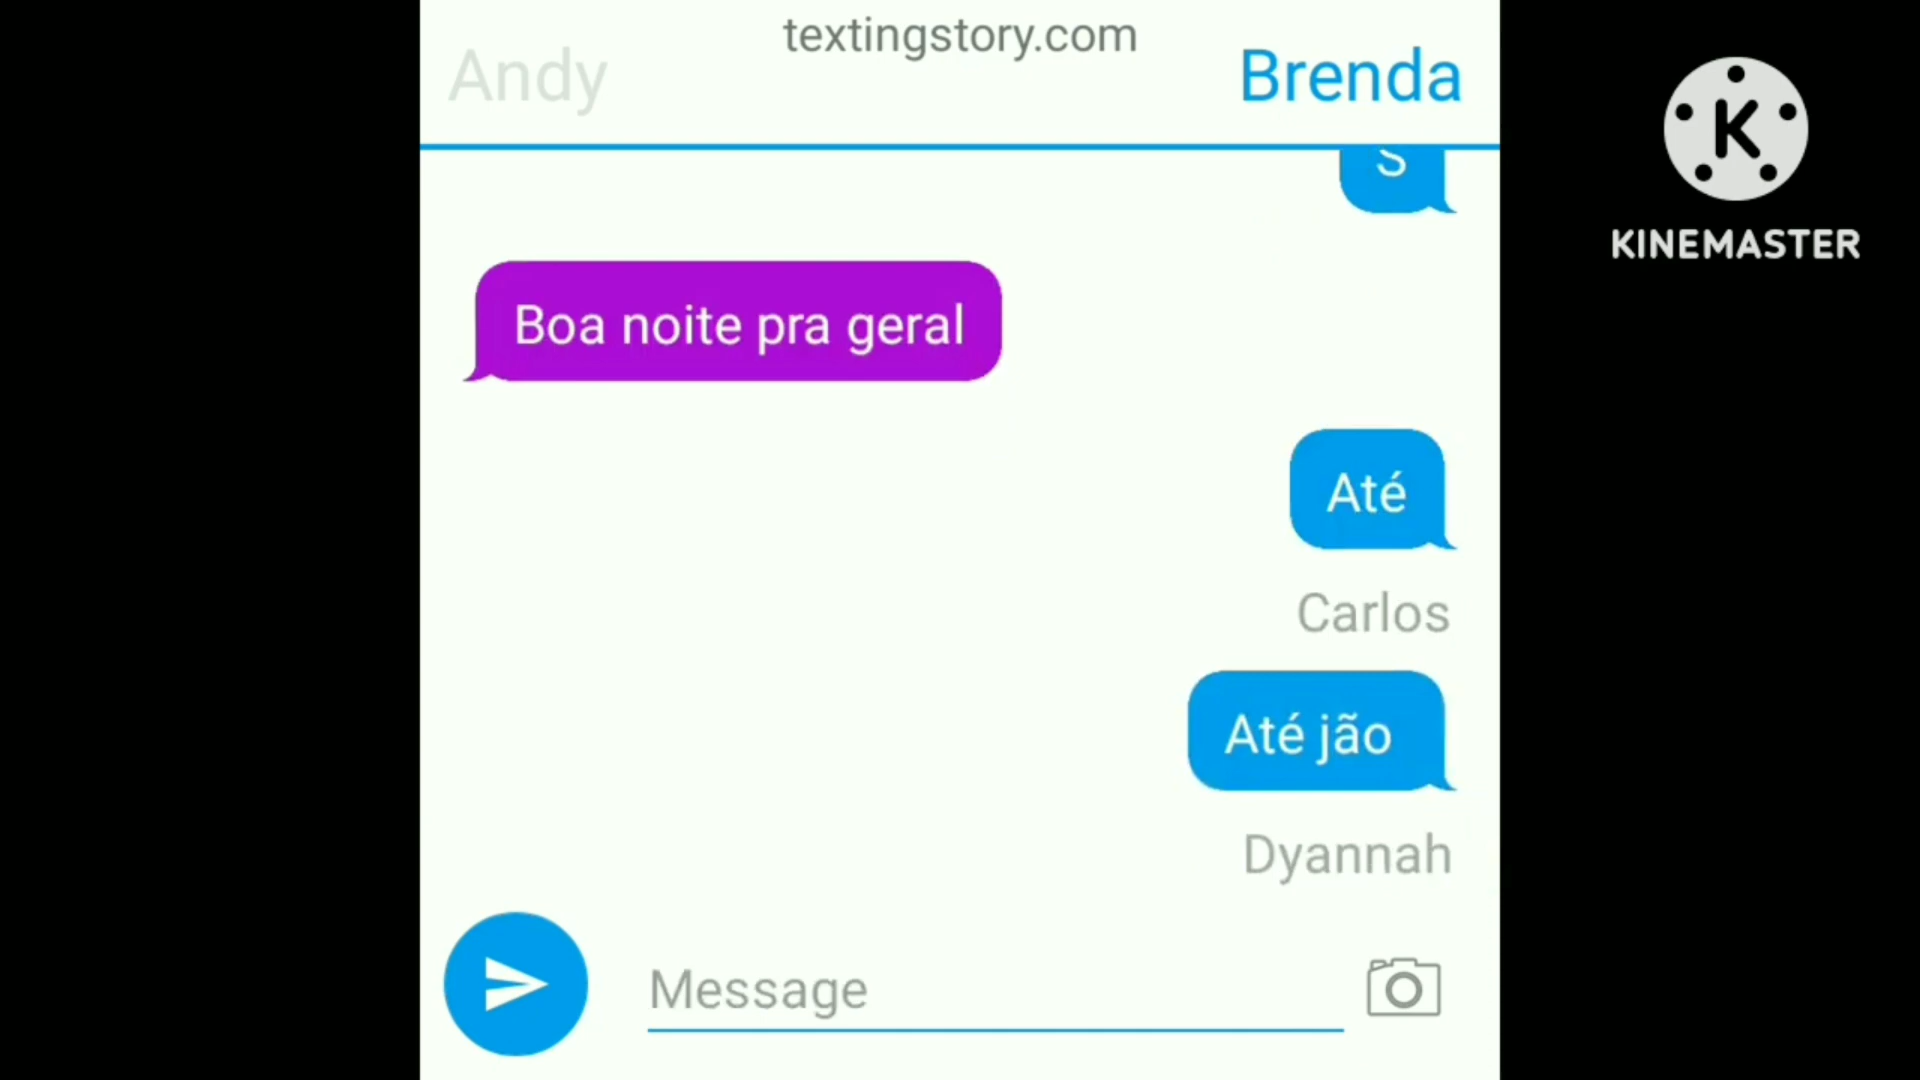 textingstory.com
Andy
Brenda
S
Boa noite pra geral
Até
Carlos
Até jão
Dyannah
Message
K
KINEMASTER